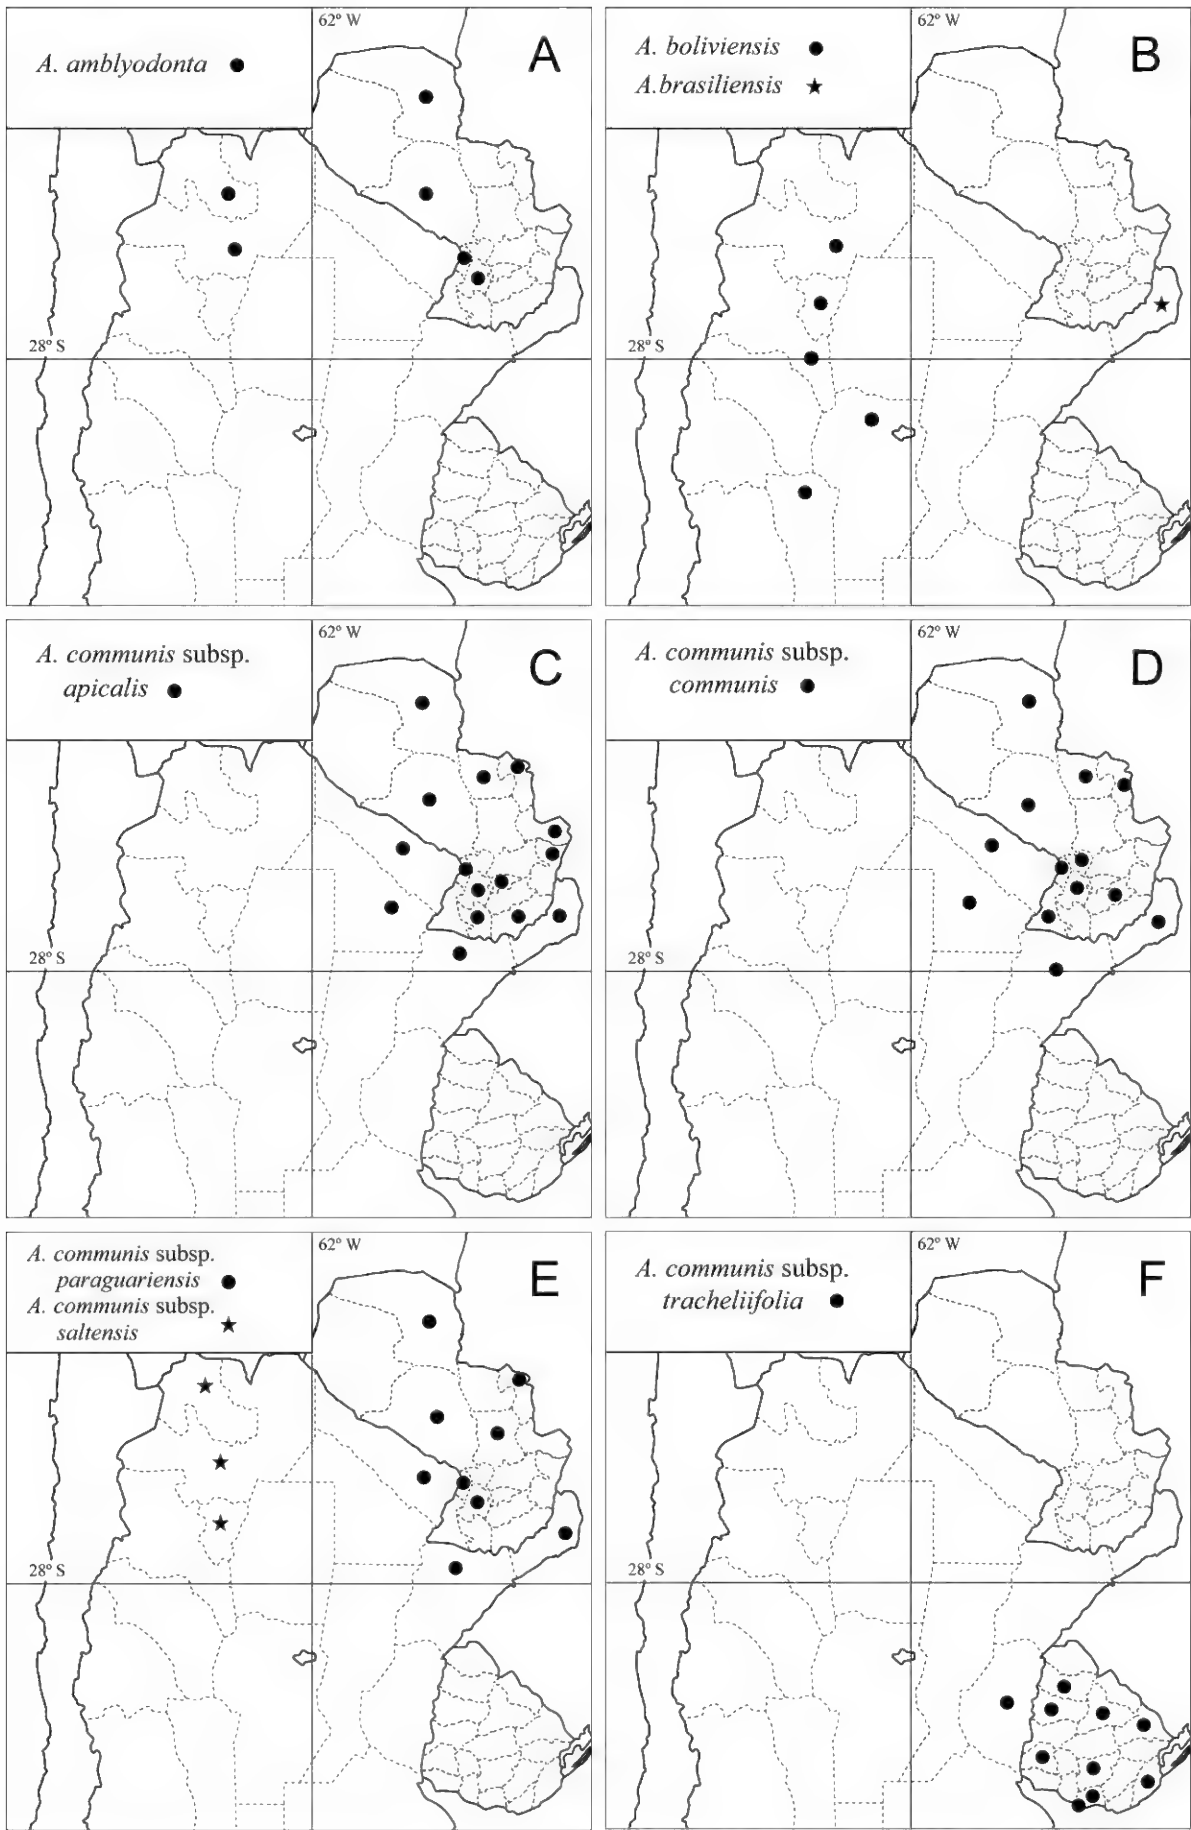 62° W
A. amblyodonta
A
28° S
A. boliviensis
A.brasiliensis
B
28° S
62° W
A. communis subsp.
apicalis
C
28° S
62° W
A. communis subsp.
communis
D
28° S
62° W
A. communis subsp.
paraguariensis
A. communis subsp.
saltensis
E
28° S
62° W
A. communis subsp.
tracheliifolia
F
28° S